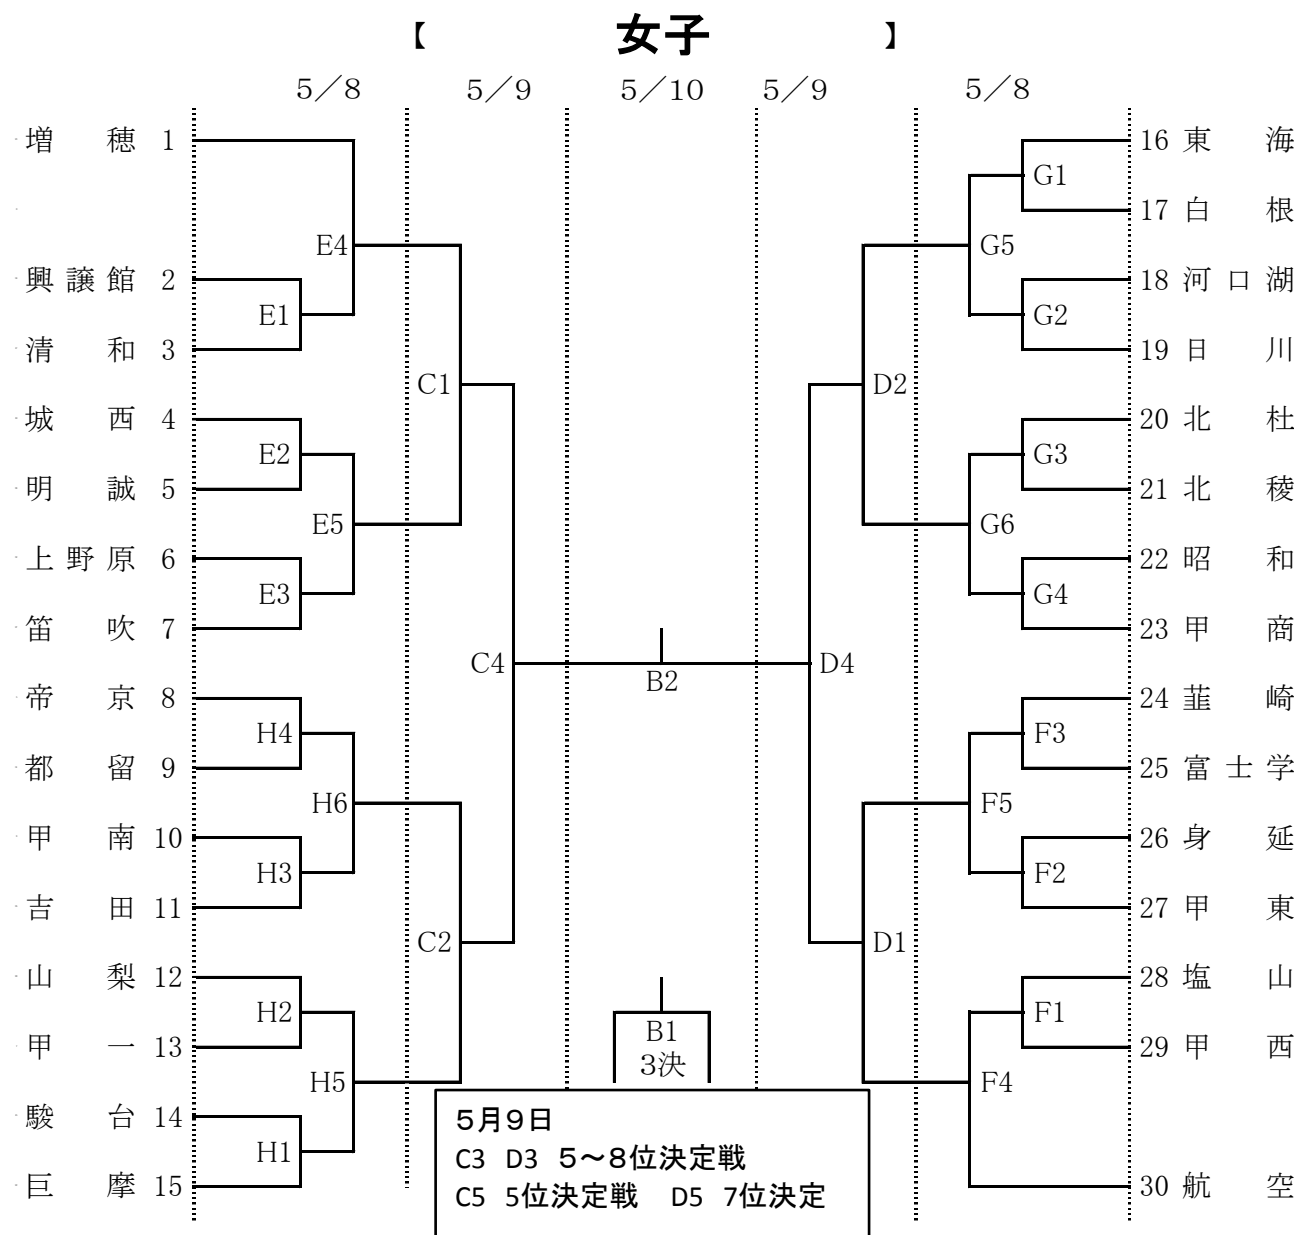 【 女子 】
5／8 5／9 5／10 5／9 5／8
増穂 1 16 東海
G1
17 白根
E4 G5
興譲館 2 18 河口湖
E1 G2
清和 3 19 日川
C1 D2
城西 4 20 北杜
E2 G3
明誠 5 21 北稜
E5 G6
上野原 6 22 昭和
E3 G4
笛吹 7 23 甲商
C4 B2 D4
帝京 8 24 韮崎
H4 F3
都留 9 25 富士学
H6 F5
甲南 10 26 身延
H3 F2
吉田 11 27 甲東
C2 D1
山梨 12 28 塩山
H2 B1 F1
甲一 13 3決 29 甲西
H5 F4
駿台 14
H1
巨摩 15 30 航空
５月９日
C3 D3 ５～８位決定戦
C5 5位決定戦 D5 7位決定